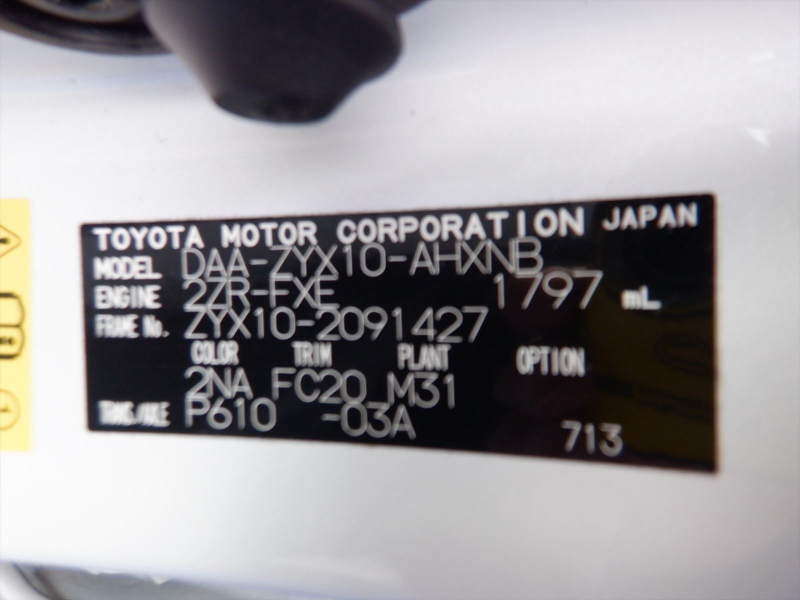 TOYOTA MOTOR CORPORATION JAPAN
MODEL DAA-ZYX10-AHXNB
ENGINE 2ZR-FXE 1797 mL
FRAME No. ZYX10-2091427
COLOR TRIM PLANT OPTION
2NA FC20 M31
TRANS/AXLE P610 -03A
713